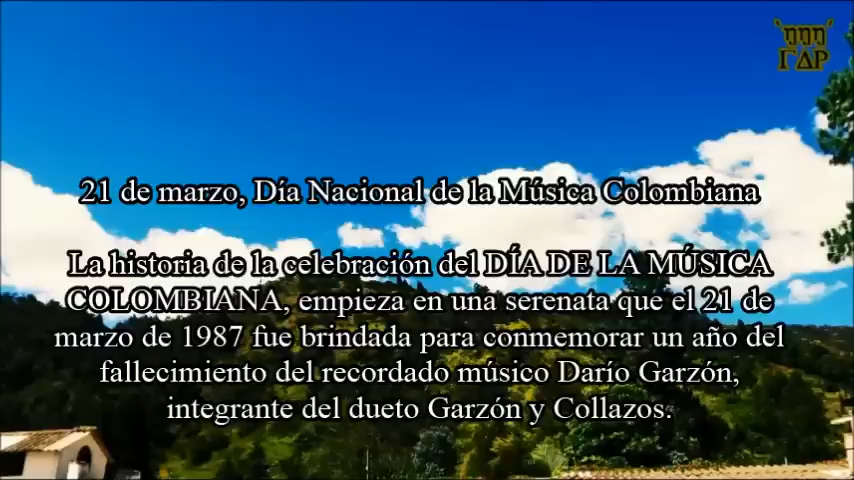 ΓΔΡ
21 de marzo, Día Nacional de la Música Colombiana
La historia de la celebración del DÍA DE LA MÚSICA
COLOMBIANA, empieza en una serenata que el 21 de
marzo de 1987 fue brindada para conmemorar un año del
fallecimiento del recordado músico Darío Garzón,
integrante del dueto Garzón y Collazos.